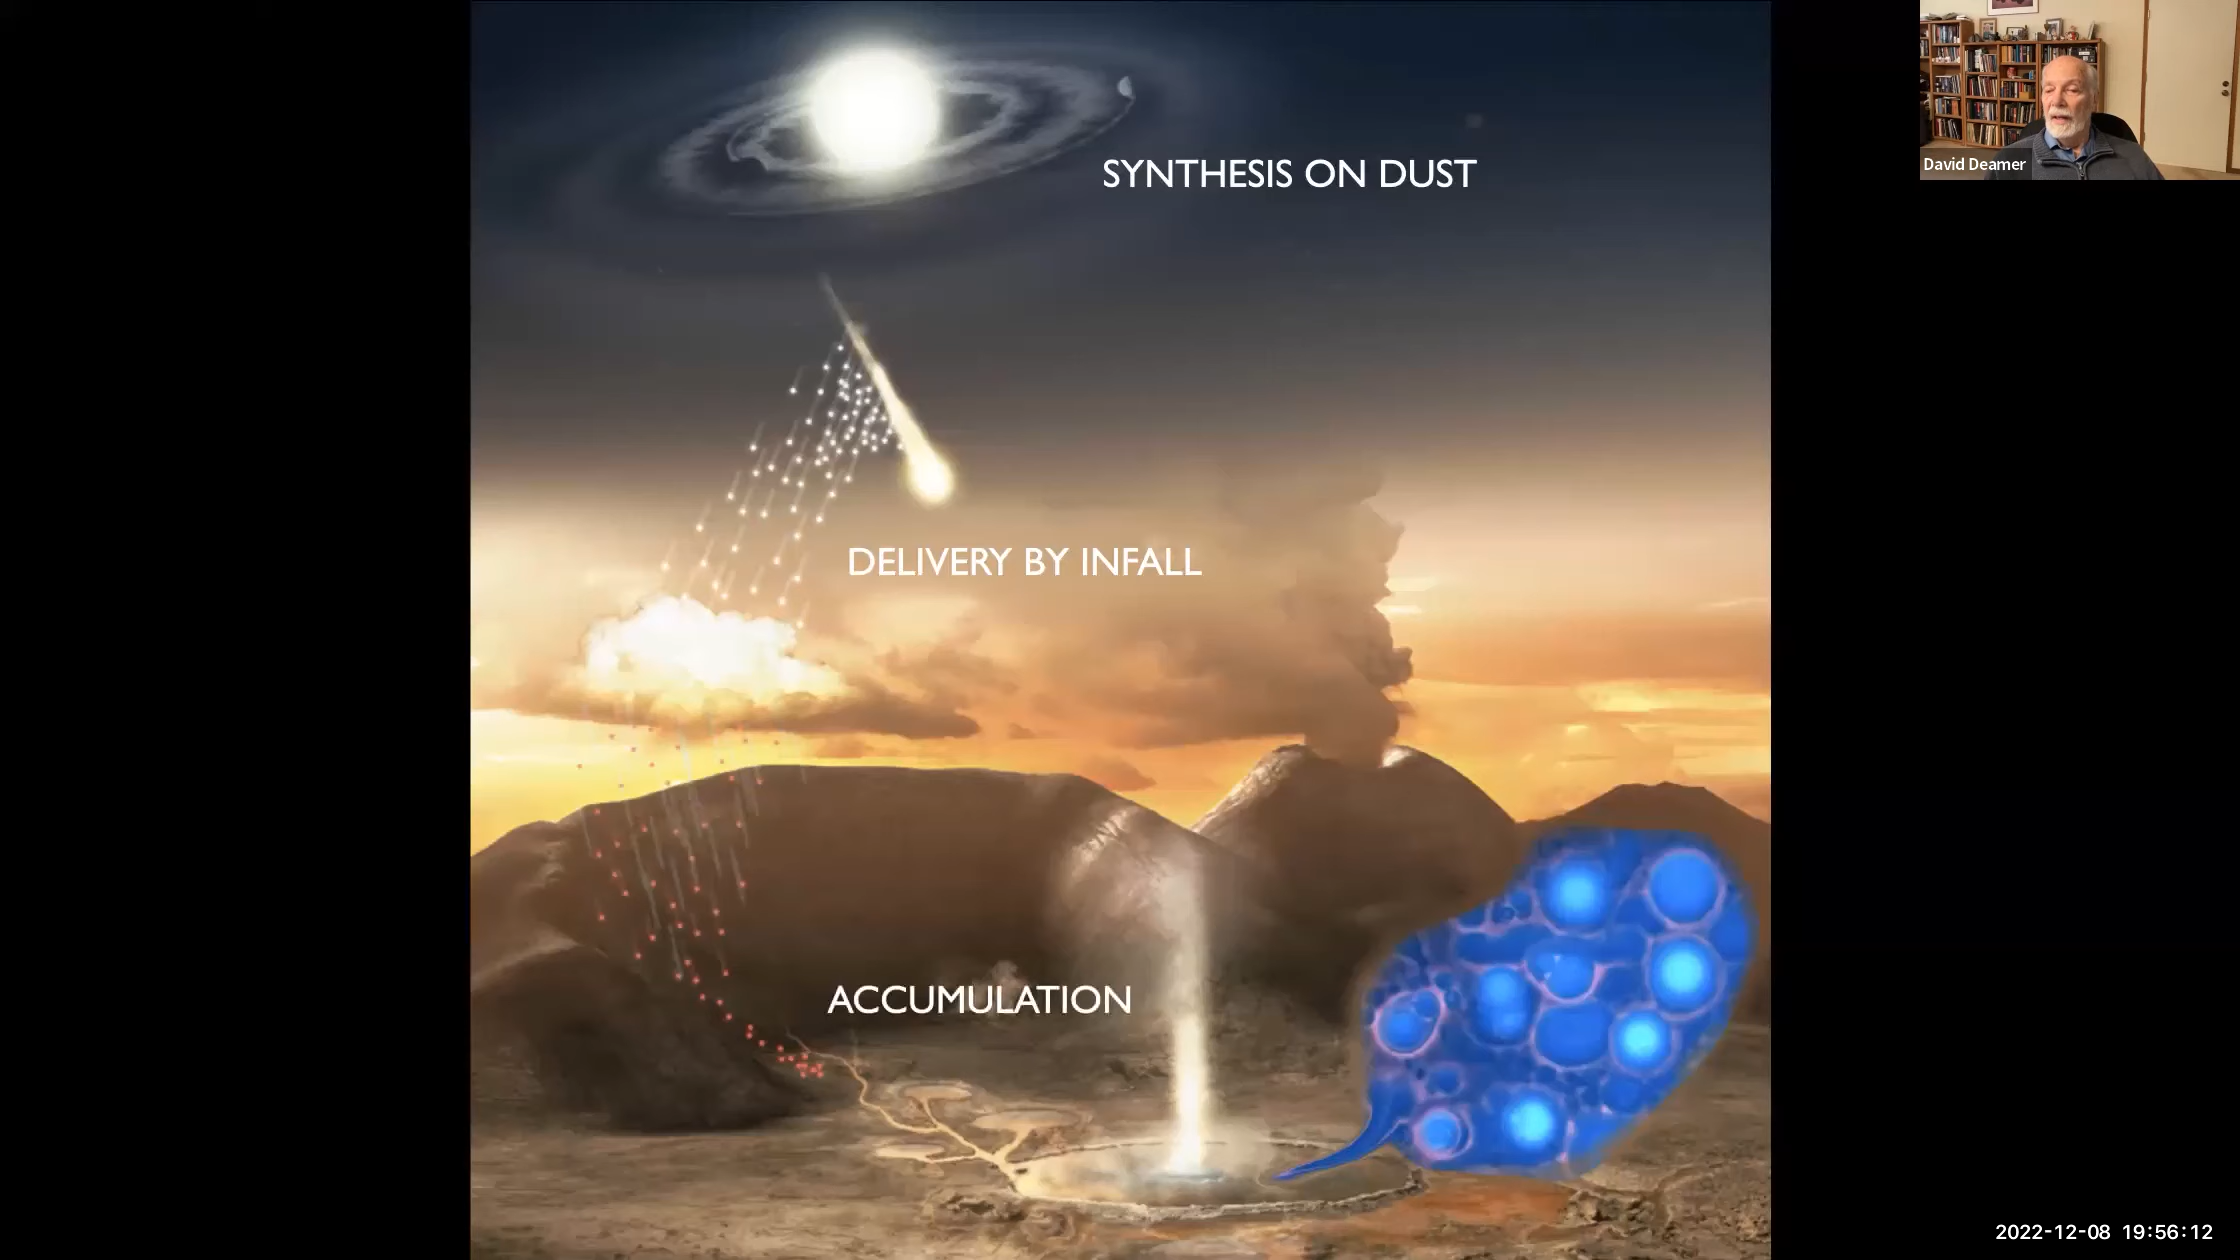 SYNTHESIS ON DUST
David Deamer
DELIVERY BY INFALL
ACCUMULATION
2022-12-08 19:56:12